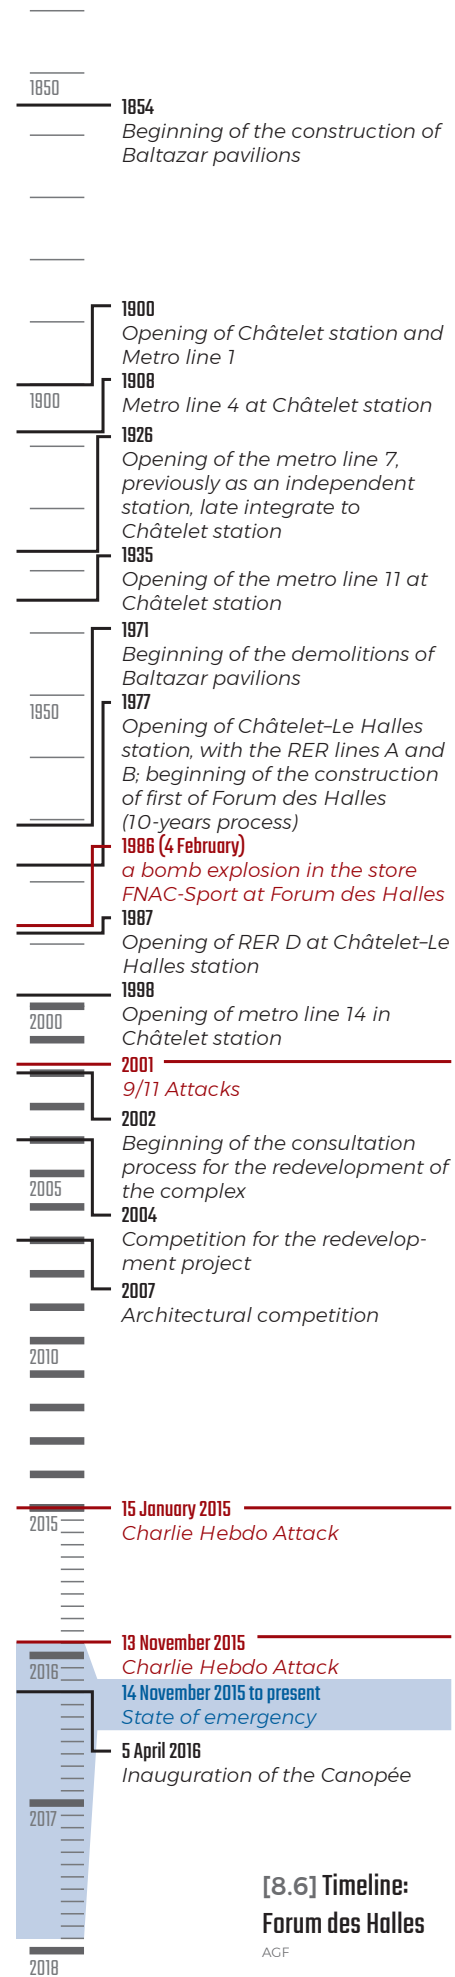 1850
1854
Beginning of the construction of
Baltazar pavilions
1900
Opening of Châtelet station and
Metro line 1
1900
1908
Metro line 4 at Châtelet station
1926
Opening of the metro line 7,
previously as an independent
station, late integrate to
Châtelet station
1935
Opening of the metro line 11 at
Châtelet station
1971
Beginning of the demolitions of
Baltazar pavilions
1950
1977
Opening of Châtelet–Le Halles
station, with the RER lines A and
B; beginning of the construction
of first of Forum des Halles
(10-years process)
1986 (4 February)
a bomb explosion in the store
FNAC-Sport at Forum des Halles
1987
Opening of RER D at Châtelet–Le
Halles station
1998
Opening of metro line 14 in
Châtelet station
2000
2001
9/11 Attacks
2002
Beginning of the consultation
process for the redevelopment of
the complex
2005
2004
Competition for the redevelop-
ment project
2007
Architectural competition
2010
15 January 2015
Charlie Hebdo Attack
2015
13 November 2015
Charlie Hebdo Attack
2016
14 November 2015 to present
State of emergency
5 April 2016
Inauguration of the Canopée
2017
[8.6] Timeline:
Forum des Halles
AGF
2018